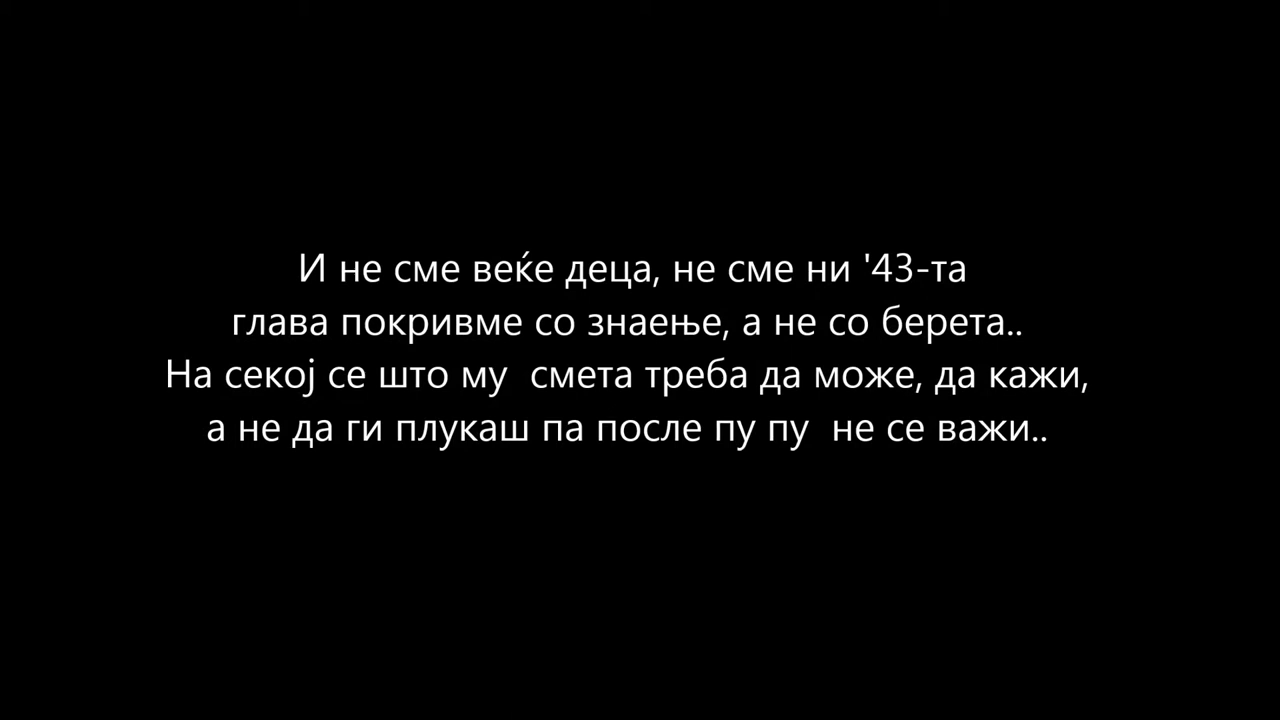 И не сме веќе деца, не сме ни '43-та
глава покривме со знаење, а не со берета..
На секој се што му  смета треба да може, да кажи,
а не да ги плукаш па после пу пу  не се важи..